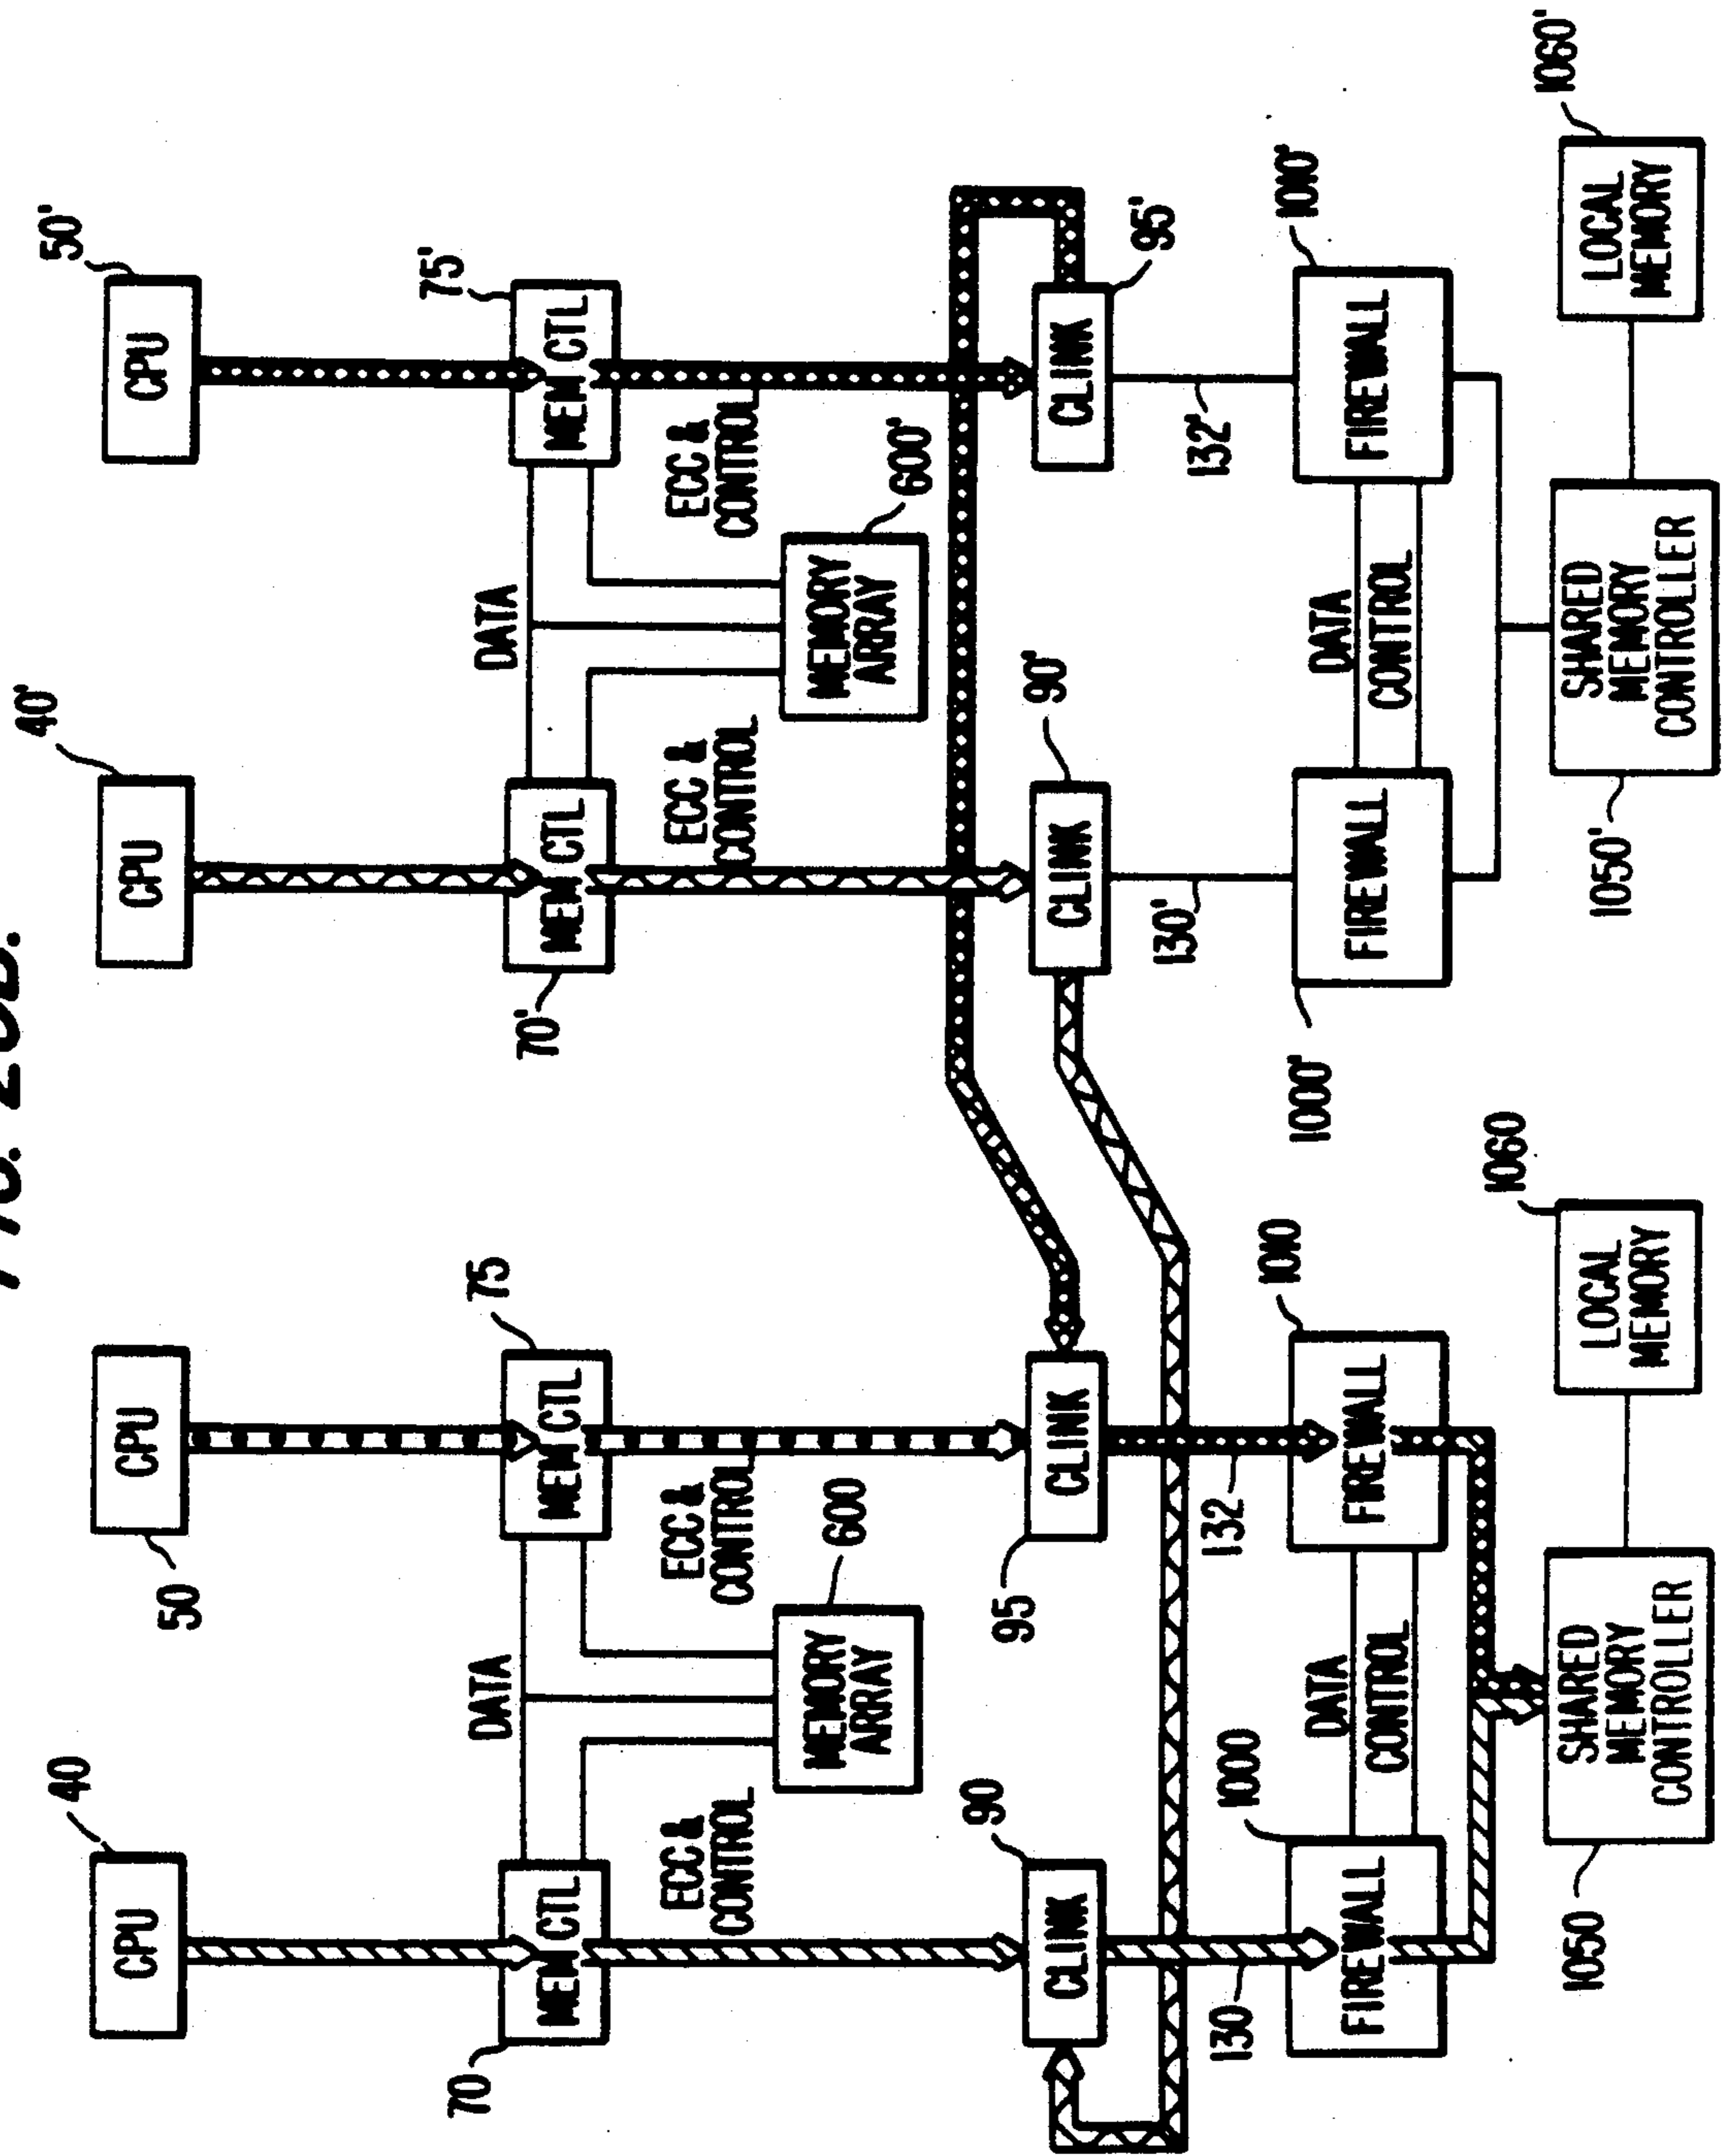 FIG. 20B.
40
CPU
50
CPU
40'
CPU
50'
CPU
70
MEM CTL
DATA
75
MEM CTL
70'
MEM CTL
DATA
75'
MEM CTL
ECC &
CONTROL
ECC &
CONTROL
ECC &
CONTROL
ECC &
CONTROL
600
MEMORY
ARRAY
600'
MEMORY
ARRAY
90
CLINK
95
CLINK
90'
CLINK
95'
CLINK
130
132
130'
132'
1000
FIREWALL
DATA
CONTROL
1010
FIREWALL
1000'
FIREWALL
DATA
CONTROL
1010'
FIREWALL
1050
SHARED
MEMORY
CONTROLLER
1060
LOCAL
MEMORY
1050'
SHARED
MEMORY
CONTROLLER
1060'
LOCAL
MEMORY